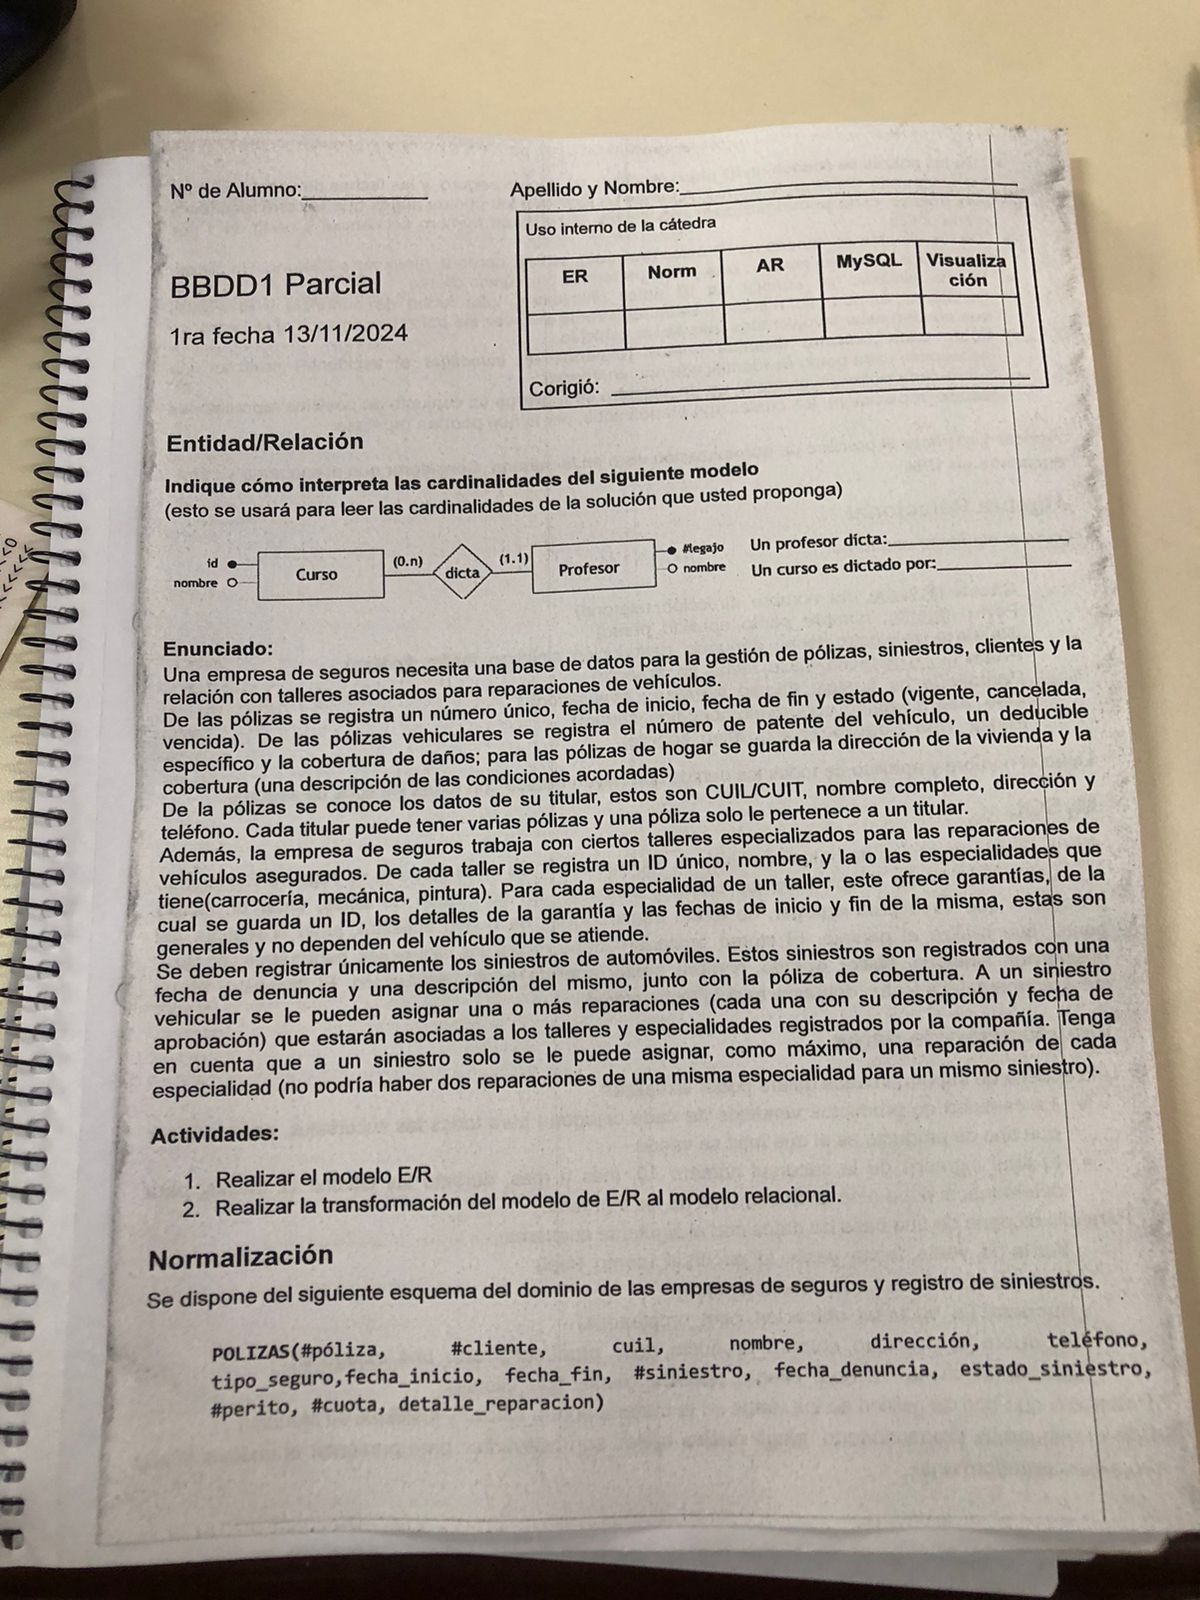 Nº de Alumno:____________ Apellido y Nombre:________________________________
Uso interno de la cátedra
ER Norm AR MySQL Visualiza
ción
BBDD1 Parcial
1ra fecha 13/11/2024
Corigió: ________________________________________
Entidad/Relación
Indique cómo interpreta las cardinalidades del siguiente modelo
(esto se usará para leer las cardinalidades de la solución que usted proponga)
id
nombre
Curso
(0.n)
dicta
(1.1)
Profesor
#legajo
nombre
Un profesor dicta:____________________
Un curso es dictado por:_______________
Enunciado:
Una empresa de seguros necesita una base de datos para la gestión de pólizas, siniestros, clientes y la
relación con talleres asociados para reparaciones de vehículos.
De las pólizas se registra un número único, fecha de inicio, fecha de fin y estado (vigente, cancelada,
vencida). De las pólizas vehiculares se registra el número de patente del vehículo, un deducible
específico y la cobertura de daños; para las pólizas de hogar se guarda la dirección de la vivienda y la
cobertura (una descripción de las condiciones acordadas)
De la pólizas se conoce los datos de su titular, estos son CUIL/CUIT, nombre completo, dirección y
teléfono. Cada titular puede tener varias pólizas y una póliza solo le pertenece a un titular.
Además, la empresa de seguros trabaja con ciertos talleres especializados para las reparaciones de
vehículos asegurados. De cada taller se registra un ID único, nombre, y la o las especialidades que
tiene(carrocería, mecánica, pintura). Para cada especialidad de un taller, este ofrece garantías, de la
cual se guarda un ID, los detalles de la garantía y las fechas de inicio y fin de la misma, estas son
generales y no dependen del vehículo que se atiende.
Se deben registrar únicamente los siniestros de automóviles. Estos siniestros son registrados con una
fecha de denuncia y una descripción del mismo, junto con la póliza de cobertura. A un siniestro
vehicular se le pueden asignar una o más reparaciones (cada una con su descripción y fecha de
aprobación) que estarán asociadas a los talleres y especialidades registrados por la compañía. Tenga
en cuenta que a un siniestro solo se le puede asignar, como máximo, una reparación de cada
especialidad (no podría haber dos reparaciones de una misma especialidad para un mismo siniestro).
Actividades:
1. Realizar el modelo E/R
2. Realizar la transformación del modelo de E/R al modelo relacional.
Normalización
Se dispone del siguiente esquema del dominio de las empresas de seguros y registro de siniestros.
POLIZAS(#póliza, #cliente, cuil, nombre, dirección, teléfono,
tipo_seguro,fecha_inicio, fecha_fin, #siniestro, fecha_denuncia, estado_siniestro,
#perito, #cuota, detalle_reparacion)